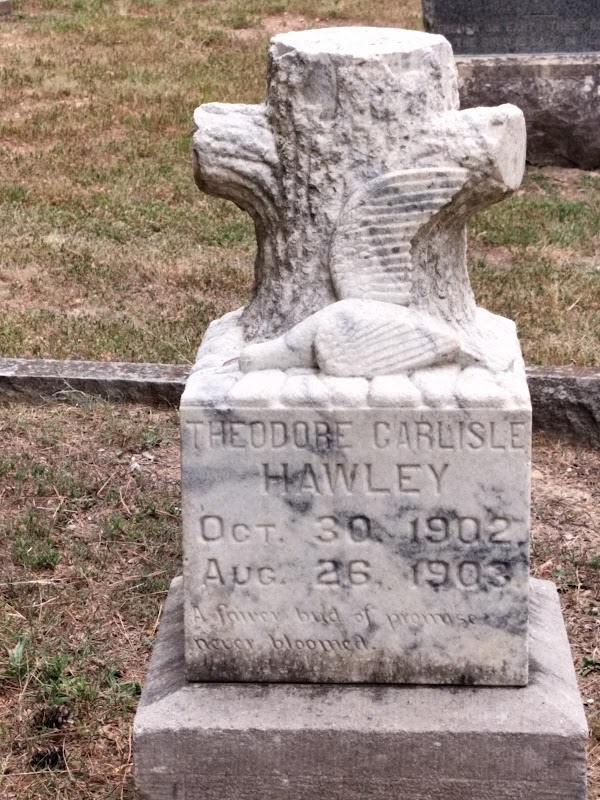 THEODORE CARLISLE
HAWLEY
OCT. 30, 1902.
AUG. 26, 1903.
A flower bud of promise
never bloomed.